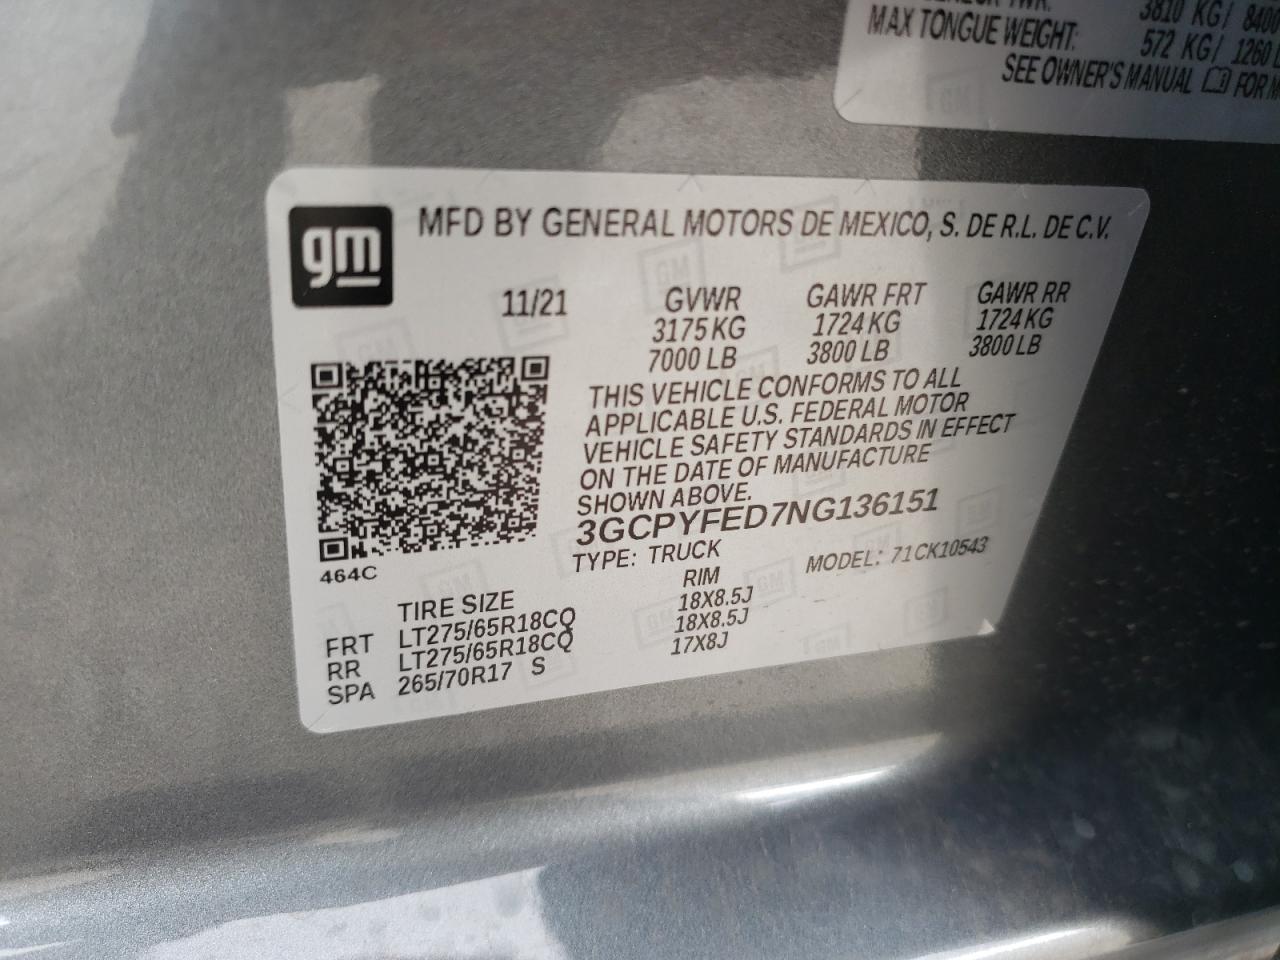 3810 KG/
MAX TONGUE WEIGHT: 572 KG/ 1260
SEE OWNER'S MANUAL FOR
gm
MFD BY GENERAL MOTORS DE MEXICO, S. DE R.L. DE C.V.
11/21 GVWR GAWR FRT GAWR RR
3175 KG 1724 KG 1724 KG
7000 LB 3800 LB 3800 LB
THIS VEHICLE CONFORMS TO ALL
APPLICABLE U.S. FEDERAL MOTOR
VEHICLE SAFETY STANDARDS IN EFFECT
ON THE DATE OF MANUFACTURE
SHOWN ABOVE.
3GCPYFED7NG136151
TYPE: TRUCK MODEL: 71CK10543
464C
TIRE SIZE RIM
FRT LT275/65R18CQ 18X8.5J
RR LT275/65R18CQ 18X8.5J
SPA 265/70R17 S 17X8J